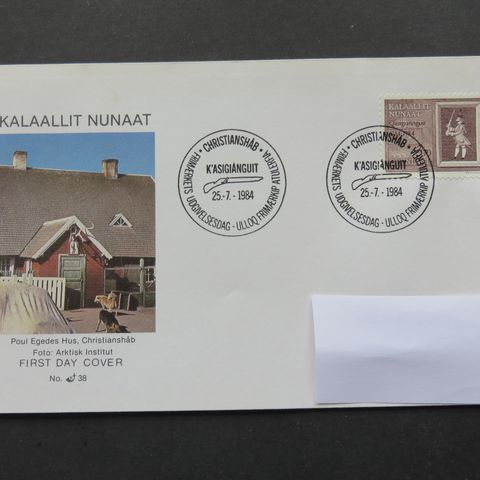 KALAALLIT NUNAAT
Poul Egedes Hus, Christianshåb
Foto: Arktisk Institut
FIRST DAY COVER
No. 38
• CHRISTIANSHÅB •
K'ASIGIÁNGUIT
25.-7. - 1984
FRIMÆRKETS UDGIVELSESDAG - ULLOQ FRIMÆRKIP ATULERFIA
• CHRISTIANSHÅB •
K'ASIGIÁNGUIT
25.-7. - 1984
FRIMÆRKETS UDGIVELSESDAG - ULLOQ FRIMÆRKIP ATULERFIA
KALAALLIT
NUNAAT